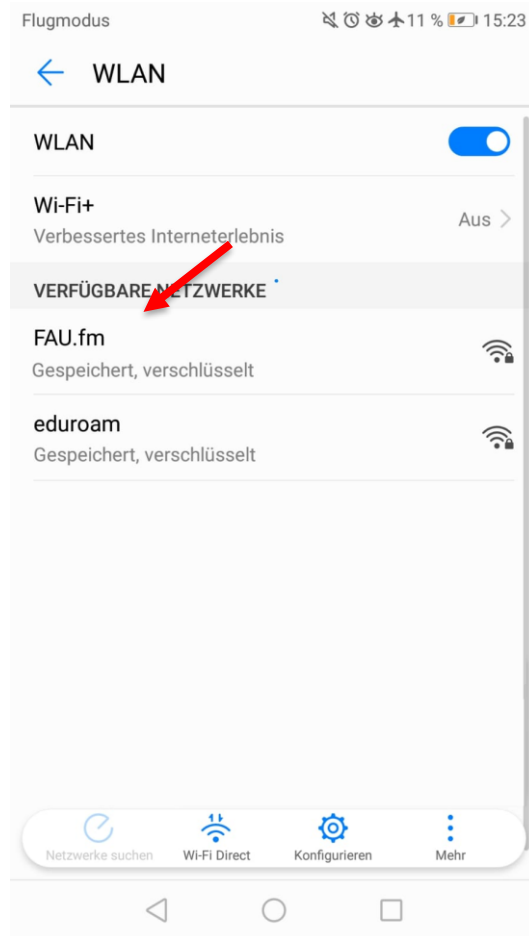 Flugmodus 11 % 15:23
WLAN
WLAN
Wi-Fi+
Verbessertes Interneterlebnis
Aus
VERFÜGBARE NETZWERKE
FAU.fm
Gespeichert, verschlüsselt
eduroam
Gespeichert, verschlüsselt
Netzwerke suchen Wi-Fi Direct Konfigurieren Mehr